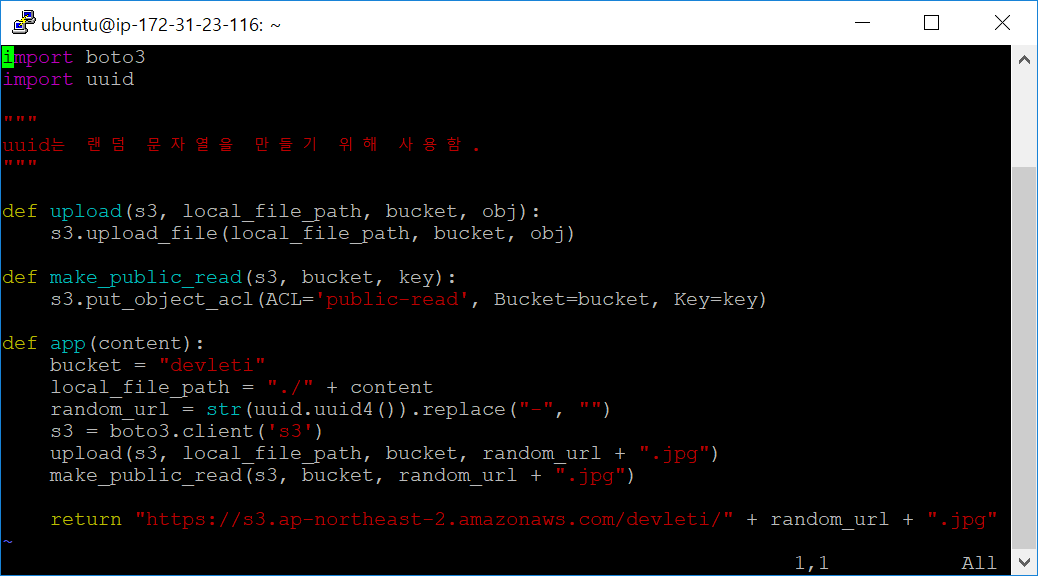 ubuntu@ip-172-31-23-116: ~
import boto3
import uuid
"""
uuid는 랜덤 문자열을 만들기 위해 사용함.
"""
def upload(s3, local_file_path, bucket, obj):
    s3.upload_file(local_file_path, bucket, obj)
def make_public_read(s3, bucket, key):
    s3.put_object_acl(ACL='public-read', Bucket=bucket, Key=key)
def app(content):
    bucket = "devleti"
    local_file_path = "./" + content
    random_url = str(uuid.uuid4()).replace("-", "")
    s3 = boto3.client('s3')
    upload(s3, local_file_path, bucket, random_url + ".jpg")
    make_public_read(s3, bucket, random_url + ".jpg")
    return "https://s3.ap-northeast-2.amazonaws.com/devleti/" + random_url + ".jpg"
~
1,1 All